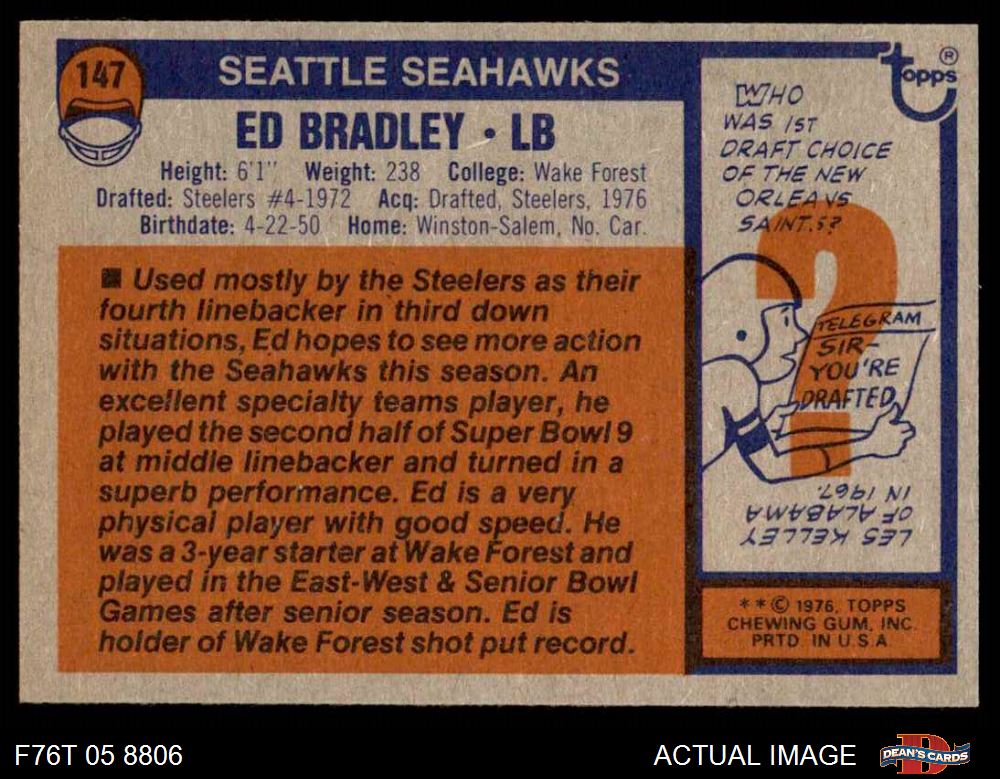 147
SEATTLE SEAHAWKS
ED BRADLEY • LB
Height: 6'1" Weight: 238 College: Wake Forest
Drafted: Steelers #4-1972 Acq: Drafted, Steelers, 1976
Birthdate: 4-22-50 Home: Winston-Salem, No. Car.
■ Used mostly by the Steelers as their
fourth linebacker in third down
situations, Ed hopes to see more action
with the Seahawks this season. An
excellent specialty teams player, he
played the second half of Super Bowl 9
at middle linebacker and turned in a
superb performance. Ed is a very
physical player with good speed. He
was a 3-year starter at Wake Forest and
played in the East-West & Senior Bowl
Games after senior season. Ed is
holder of Wake Forest shot put record.
topps ®
WHO
WAS 1ST
DRAFT CHOICE
OF THE NEW
ORLEANS
SAINTS?
?
TELEGRAM
SIR-
YOU'RE
DRAFTED
LES KELLEY
OF ALABAMA
IN 1967.
* * © 1976, TOPPS
CHEWING GUM, INC.
PRTD. IN U.S.A.
F76T 05 8806
ACTUAL IMAGE
DEAN'S CARDS